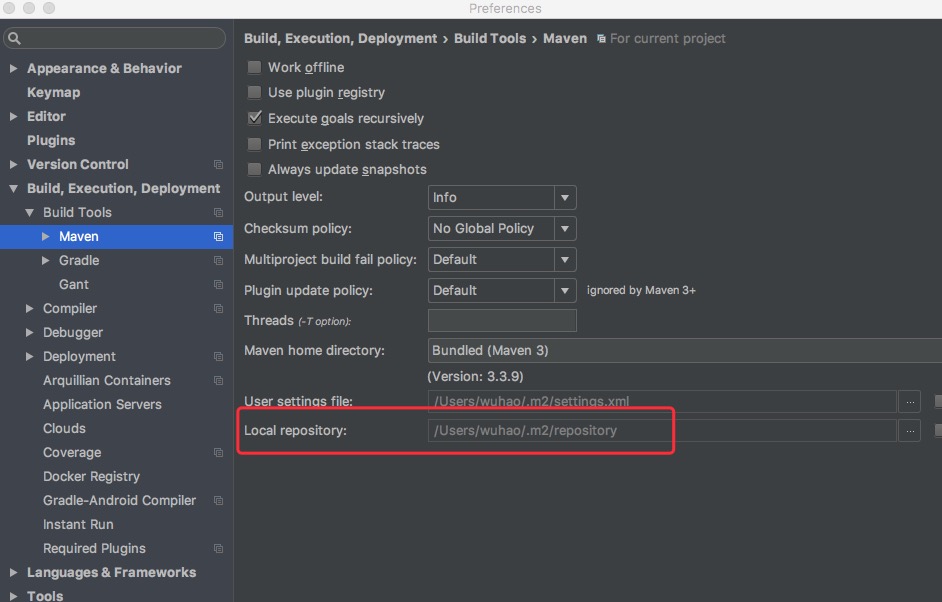 Preferences
Build, Execution, Deployment › Build Tools › Maven For current project
Appearance & Behavior
Keymap
Editor
Plugins
Version Control
Build, Execution, Deployment
Build Tools
Maven
Gradle
Gant
Compiler
Debugger
Deployment
Arquillian Containers
Application Servers
Clouds
Coverage
Docker Registry
Gradle-Android Compiler
Instant Run
Required Plugins
Languages & Frameworks
Tools
Work offline
Use plugin registry
Execute goals recursively
Print exception stack traces
Always update snapshots
Output level: Info
Checksum policy: No Global Policy
Multiproject build fail policy: Default
Plugin update policy: Default ignored by Maven 3+
Threads (-T option):
Maven home directory: Bundled (Maven 3)
(Version: 3.3.9)
User settings file: /Users/wuhao/.m2/settings.xml ...
Local repository: /Users/wuhao/.m2/repository ...